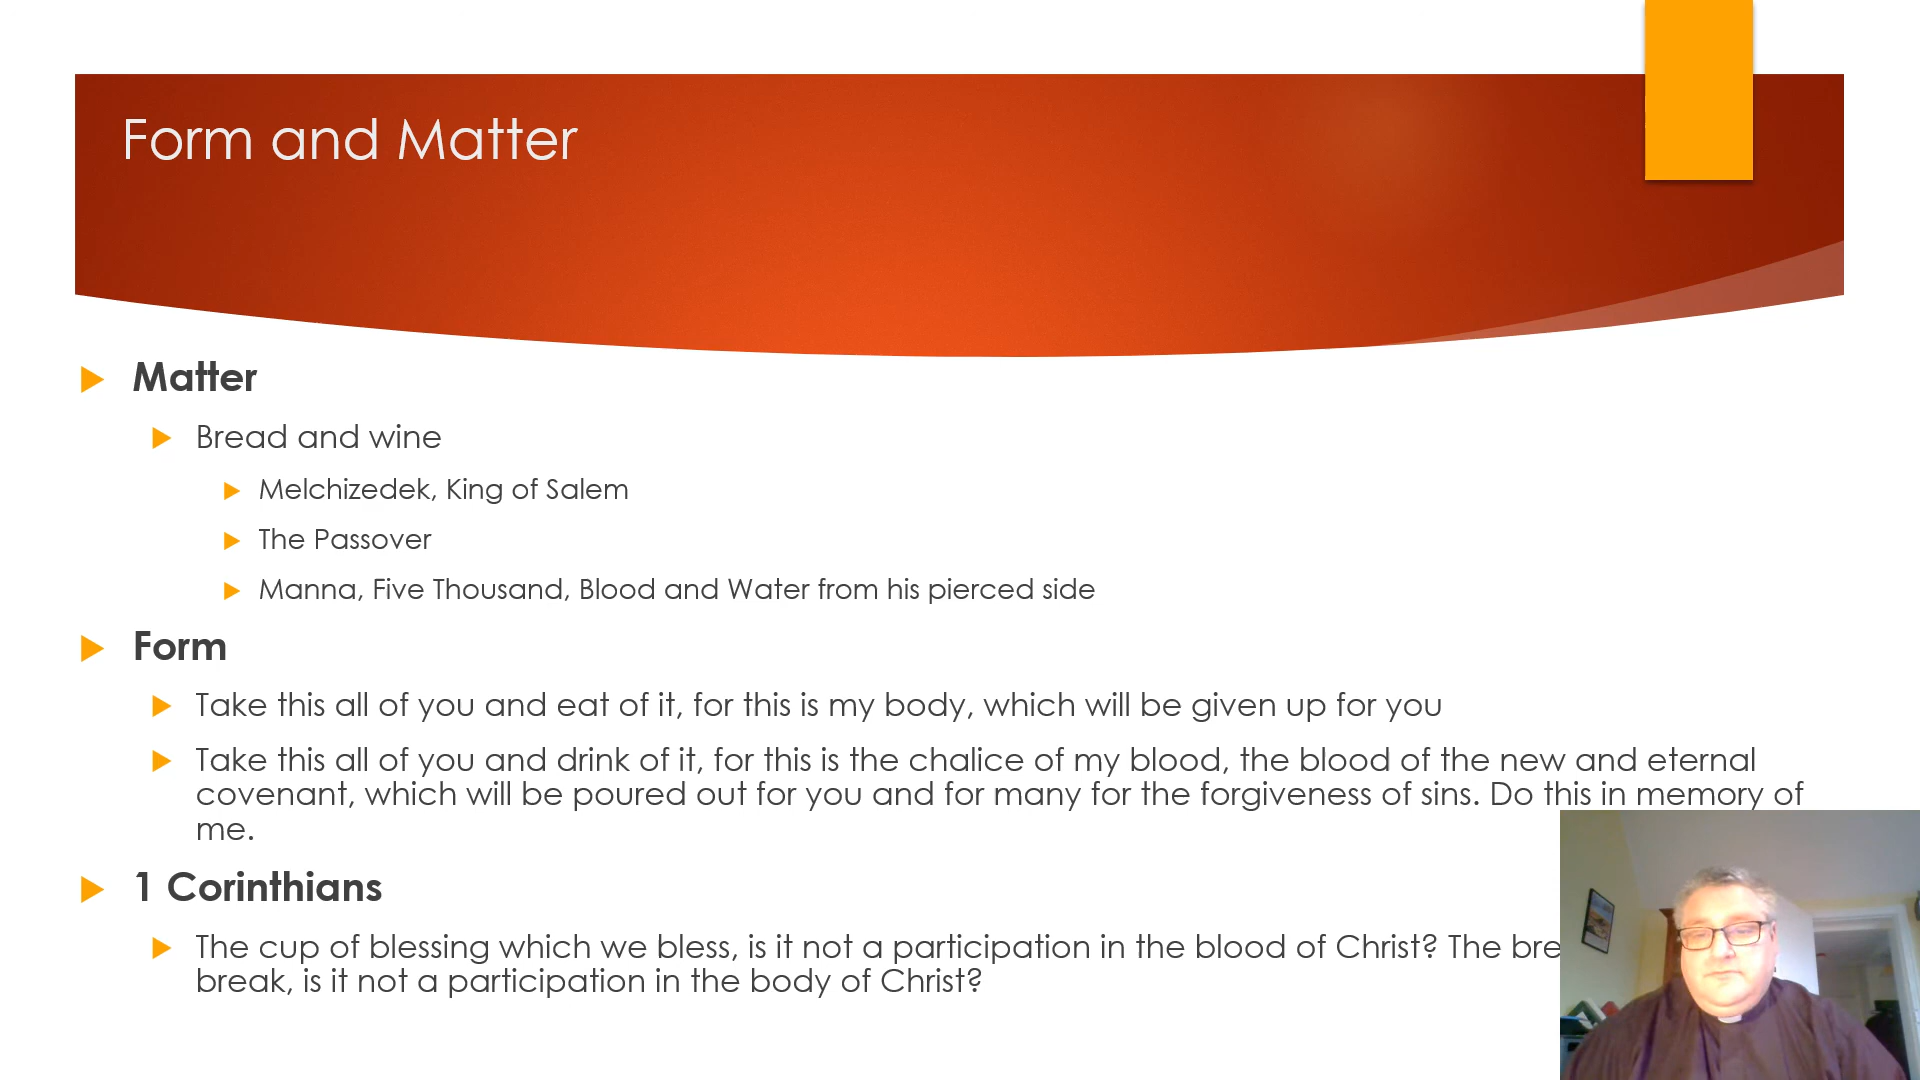 Form and Matter
Matter
Bread and wine
Melchizedek, King of Salem
The Passover
Manna, Five Thousand, Blood and Water from his pierced side
Form
Take this all of you and eat of it, for this is my body, which will be given up for you
Take this all of you and drink of it, for this is the chalice of my blood, the blood of the new and eternal
covenant, which will be poured out for you and for many for the forgiveness of sins. Do this in memory of
me.
1 Corinthians
The cup of blessing which we bless, is it not a participation in the blood of Christ? The
break, is it not a participation in the body of Christ?